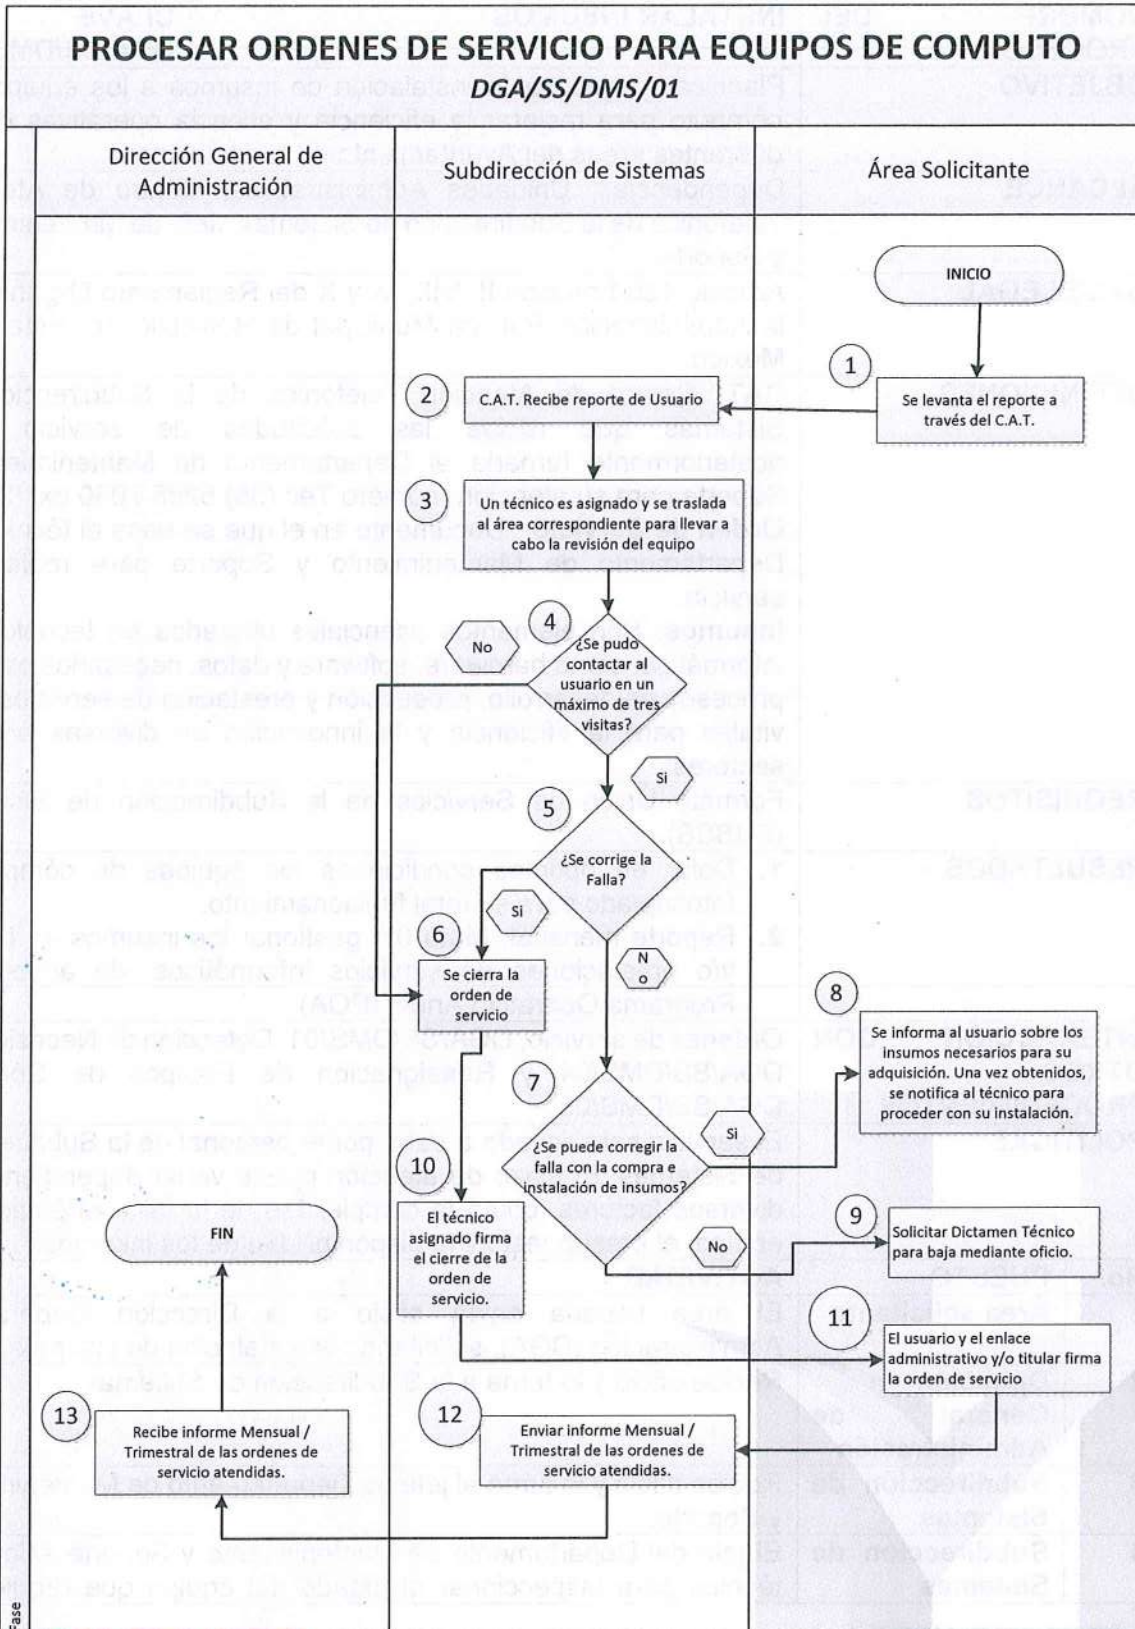 PROCESAR ORDENES DE SERVICIO PARA EQUIPOS DE COMPUTO
DGA/SS/DMS/01
Dirección General de
Administración
Subdirección de Sistemas
Área Solicitante
INICIO
1
Se levanta el reporte a
través del C.A.T.
2
C.A.T. Recibe reporte de Usuario
3
Un técnico es asignado y se traslada
al área correspondiente para llevar a
cabo la revisión del equipo
4
No
¿Se pudo
contactar al
usuario en un
máximo de tres
visitas?
Si
5
¿Se corrige la
Falla?
Si
N
o
6
Se cierra la
orden de
servicio
7
¿Se puede corregir la
falla con la compra e
instalación de insumos?
Si
No
8
Se informa al usuario sobre los
insumos necesarios para su
adquisición. Una vez obtenidos,
se notifica al técnico para
proceder con su instalación.
9
Solicitar Dictamen Técnico
para baja mediante oficio.
10
El técnico
asignado firma
el cierre de la
orden de
servicio.
11
El usuario y el enlace
administrativo y/o titular firma
la orden de servicio
12
Enviar informe Mensual /
Trimestral de las ordenes de
servicio atendidas.
13
Recibe informe Mensual /
Trimestral de las ordenes de
servicio atendidas.
FIN
Fase